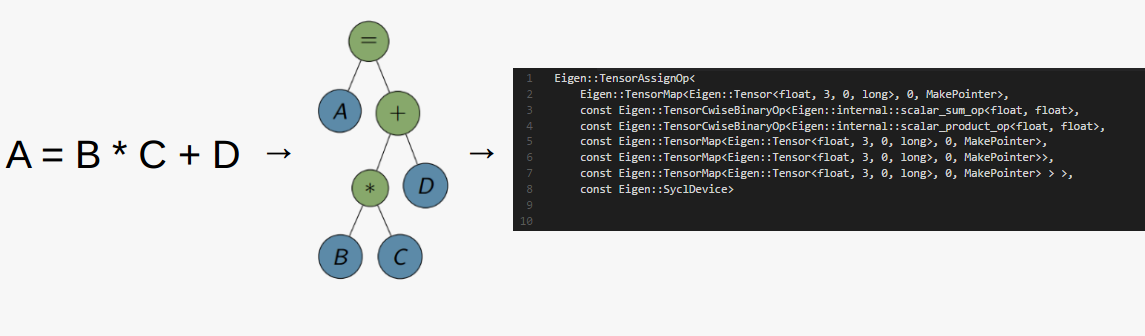 A = B * C + D → →
=
A +
* D
B C
1 Eigen::TensorAssignOp<
2 Eigen::TensorMap<Eigen::Tensor<float, 3, 0, long>, 0, MakePointer>,
3 const Eigen::TensorCwiseBinaryOp<Eigen::internal::scalar_sum_op<float, float>,
4 const Eigen::TensorCwiseBinaryOp<Eigen::internal::scalar_product_op<float, float>,
5 const Eigen::TensorMap<Eigen::Tensor<float, 3, 0, long>, 0, MakePointer>,
6 const Eigen::TensorMap<Eigen::Tensor<float, 3, 0, long>, 0, MakePointer>>,
7 const Eigen::TensorMap<Eigen::Tensor<float, 3, 0, long>, 0, MakePointer> > >,
8 const Eigen::SyclDevice>
9
10